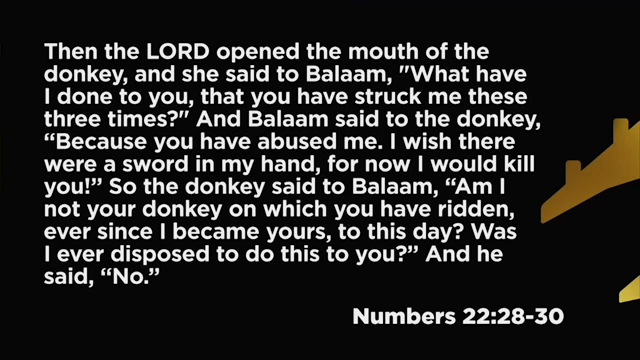 Then the LORD opened the mouth of the
donkey, and she said to Balaam, "What have
I done to you, that you have struck me these
three times?" And Balaam said to the donkey,
“Because you have abused me. I wish there
were a sword in my hand, for now I would kill
you!” So the donkey said to Balaam, “Am I
not your donkey on which you have ridden,
ever since I became yours, to this day? Was
I ever disposed to do this to you?” And he
said, “No.”
Numbers 22:28-30